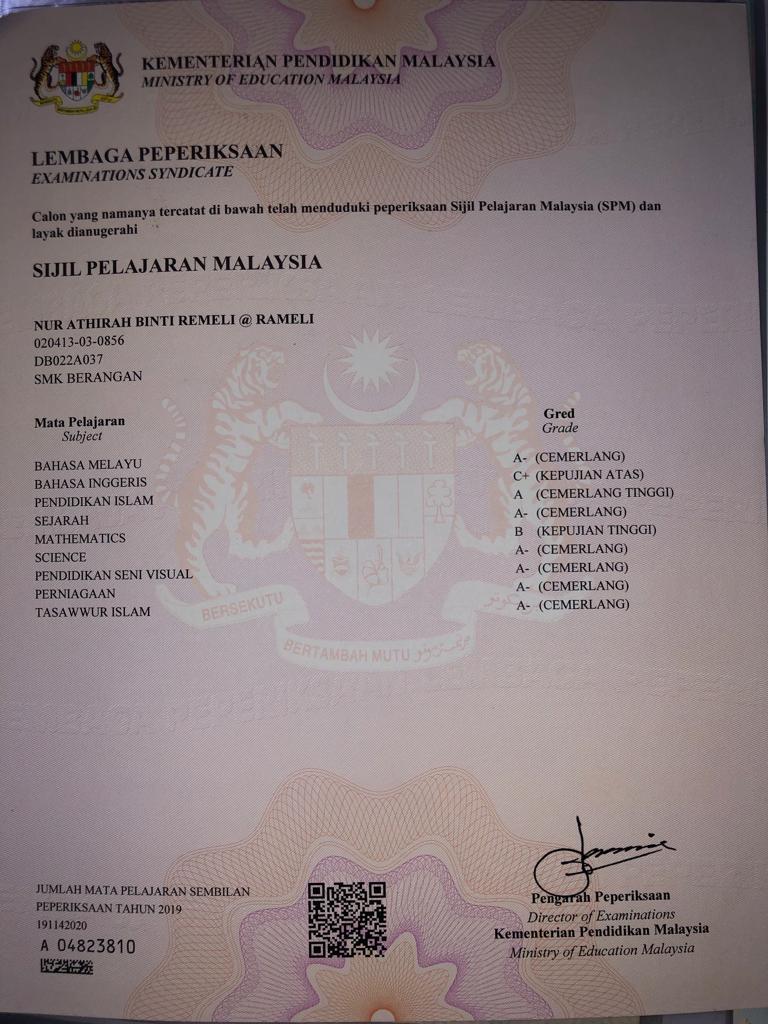 KEMENTERIAN PENDIDIKAN MALAYSIA
MINISTRY OF EDUCATION MALAYSIA
LEMBAGA PEPERIKSAAN
EXAMINATIONS SYNDICATE
Calon yang namanya tercatat di bawah telah menduduki peperiksaan Sijil Pelajaran Malaysia (SPM) dan
layak dianugerahi
SIJIL PELAJARAN MALAYSIA
NUR ATHIRAH BINTI REMELI @ RAMELI
020413-03-0856
DB022A037
SMK BERANGAN
Mata Pelajaran Gred
Subject Grade
BAHASA MELAYU A- (CEMERLANG)
BAHASA INGGERIS C+ (KEPUJIAN ATAS)
PENDIDIKAN ISLAM A (CEMERLANG TINGGI)
SEJARAH A- (CEMERLANG)
MATHEMATICS B (KEPUJIAN TINGGI)
SCIENCE A- (CEMERLANG)
PENDIDIKAN SENI VISUAL A- (CEMERLANG)
PERNIAGAAN A- (CEMERLANG)
TASAWWUR ISLAM A- (CEMERLANG)
BERSEKUTU
BERTAMBAH MUTU
JUMLAH MATA PELAJARAN SEMBILAN
PEPERIKSAAN TAHUN 2019
191142020
A 04823810
Pengarah Peperiksaan
Director of Examinations
Kementerian Pendidikan Malaysia
Ministry of Education Malaysia